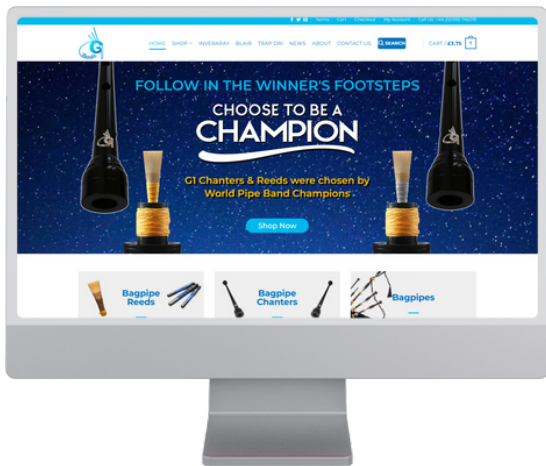 Terms Cart Checkout My Account
HOME SHOP INVERARAY BLAIR TRAP DRI NEWS ABOUT CONTACT US SEARCH CART / £3.75 1
G
FOLLOW IN THE WINNER'S FOOTSTEPS
CHOOSE TO BE A
CHAMPION
G1 Chanters & Reeds were chosen by
World Pipe Band Champions
Shop Now
Bagpipe
Reeds
Bagpipe
Chanters
Bagpipes